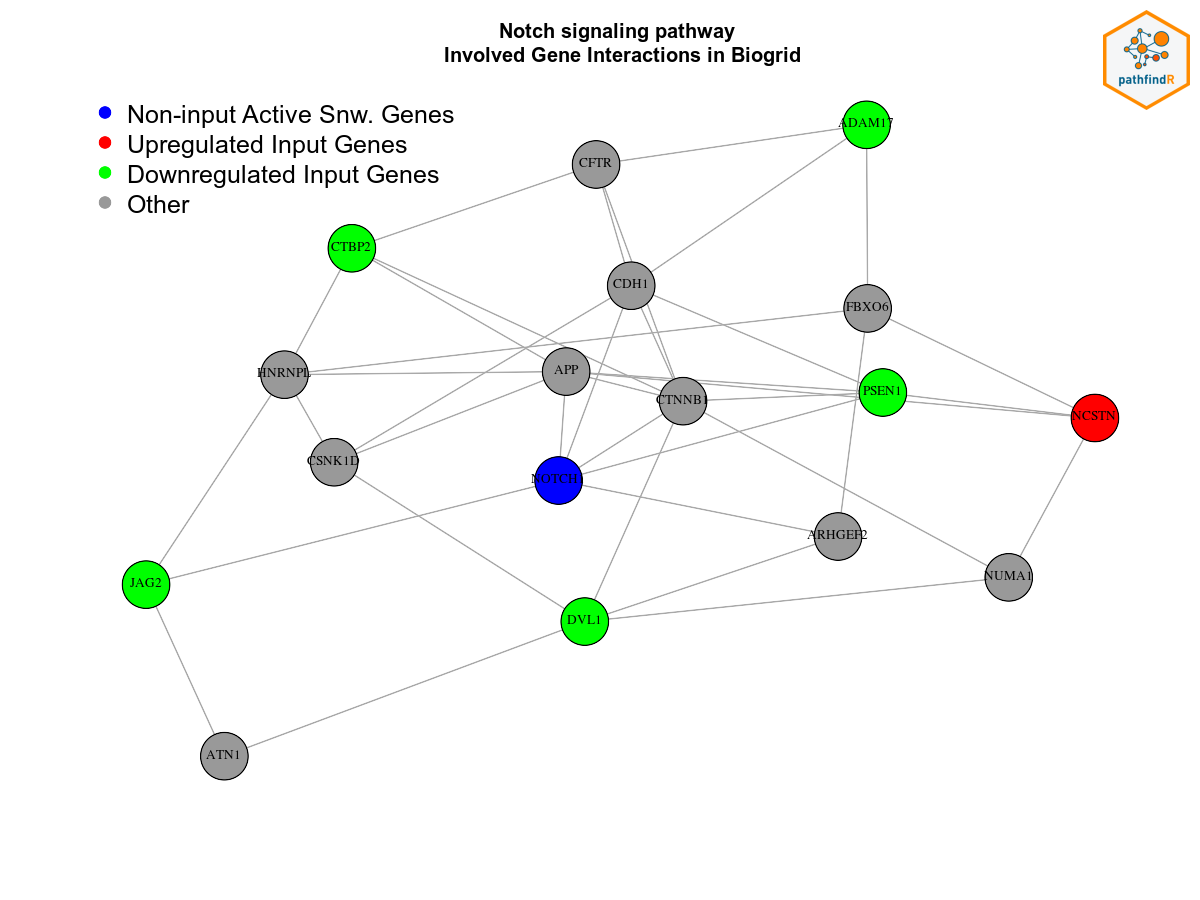 Notch signaling pathway
Involved Gene Interactions in Biogrid
pathfindR
Non-input Active Snw. Genes
Upregulated Input Genes
Downregulated Input Genes
Other
ADAM17
CFTR
CTBP2
CDH1
FBXO6
HNRNPL
APP
PSEN1
CTNNB1
NCSTN
CSNK1D
NOTCH1
ARHGEF2
NUMA1
JAG2
DVL1
ATN1